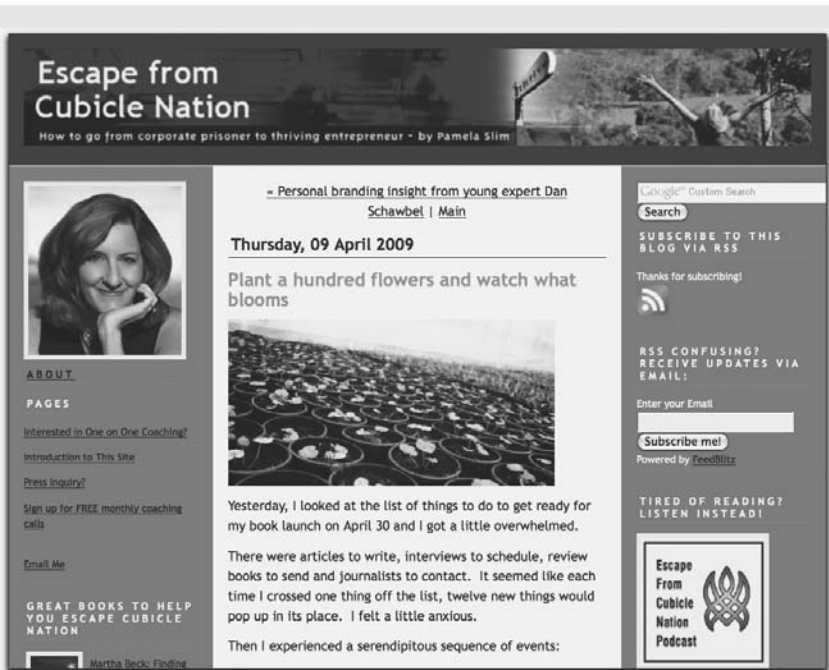 Escape from
Cubicle Nation
How to go from corporate prisoner to thriving entrepreneur - by Pamela Slim
ABOUT
PAGES
Interested in One on One Coaching?
Introduction to This Site
Press Inquiry?
Sign up for FREE monthly coaching
calls
Email Me
GREAT BOOKS TO HELP
YOU ESCAPE CUBICLE
NATION
Martha Beck: Finding
« Personal branding insight from young expert Dan
Schawbel | Main
Thursday, 09 April 2009
Plant a hundred flowers and watch what
blooms
Yesterday, I looked at the list of things to do to get ready for
my book launch on April 30 and I got a little overwhelmed.
There were articles to write, interviews to schedule, review
books to send and journalists to contact.  It seemed like each
time I crossed one thing off the list, twelve new things would
pop up in its place.  I felt a little anxious.
Then I experienced a serendipitous sequence of events:
Google™ Custom Search
Search
SUBSCRIBE TO THIS
BLOG VIA RSS
Thanks for subscribing!
RSS CONFUSING?
RECEIVE UPDATES VIA
EMAIL:
Enter your Email
Subscribe me!
Powered by FeedBlitz
TIRED OF READING?
LISTEN INSTEAD!
Escape
From
Cubicle
Nation
Podcast